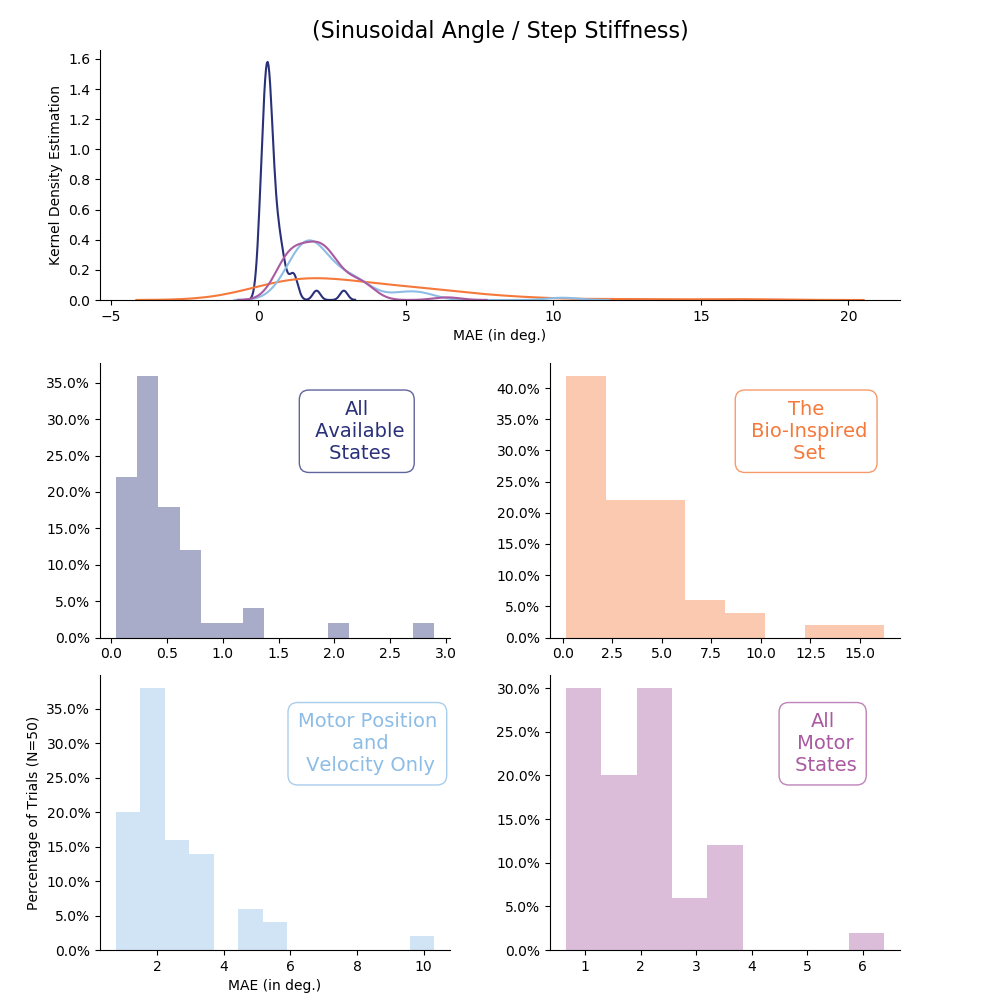 (Sinusoidal Angle / Step Stiffness)
Kernel Density Estimation
1.6
1.4
1.2
1.0
0.8
0.6
0.4
0.2
0.0
−5 0 5 10 15 20
MAE (in deg.)
35.0%
30.0%
25.0%
20.0%
15.0%
10.0%
5.0%
0.0%
0.0 0.5 1.0 1.5 2.0 2.5 3.0
All
Available
States
40.0%
35.0%
30.0%
25.0%
20.0%
15.0%
10.0%
5.0%
0.0%
0.0 2.5 5.0 7.5 10.0 12.5 15.0
The
Bio-Inspired
Set
Percentage of Trials (N=50)
35.0%
30.0%
25.0%
20.0%
15.0%
10.0%
5.0%
0.0%
2 4 6 8 10
MAE (in deg.)
Motor Position
and
Velocity Only
30.0%
25.0%
20.0%
15.0%
10.0%
5.0%
0.0%
1 2 3 4 5 6
All
Motor
States